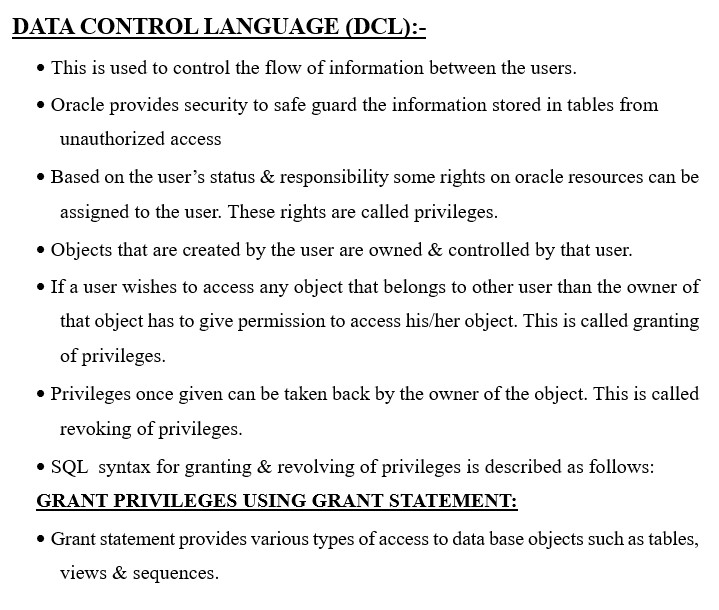 DATA CONTROL LANGUAGE (DCL):-
• This is used to control the flow of information between the users.
• Oracle provides security to safe guard the information stored in tables from
unauthorized access
• Based on the user’s status & responsibility some rights on oracle resources can be
assigned to the user. These rights are called privileges.
• Objects that are created by the user are owned & controlled by that user.
• If a user wishes to access any object that belongs to other user than the owner of
that object has to give permission to access his/her object. This is called granting
of privileges.
• Privileges once given can be taken back by the owner of the object. This is called
revoking of privileges.
• SQL  syntax for granting & revolving of privileges is described as follows:
GRANT PRIVILEGES USING GRANT STATEMENT:
• Grant statement provides various types of access to data base objects such as tables,
views & sequences.